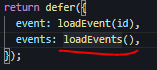 return defer({
event: loadEvent(id),
events: loadEvents(),
});